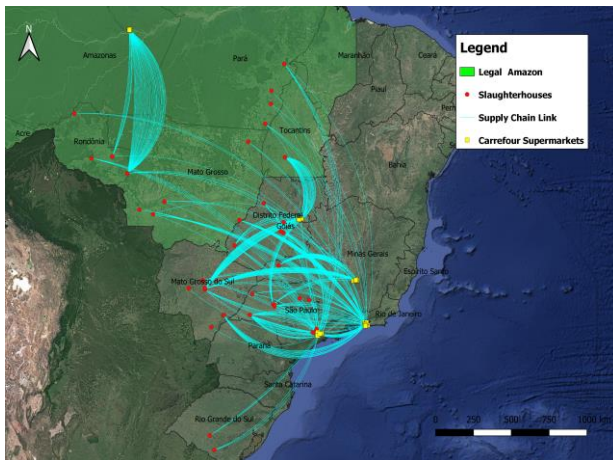 N
Legend
Legal Amazon
Slaughterhouses
Supply Chain Link
Carrefour Supermarkets
Amazonas
Pará
Maranhão
Ceará
Piauí
Acre
Rondônia
Tocantins
Mato Grosso
Bahia
Distrito Federal
Goiás
Minas Gerais
Espírito Santo
Mato Grosso do Sul
São Paulo
Rio de Janeiro
Paraná
Santa Catarina
Rio Grande do Sul
0 250 500 750 1000 km